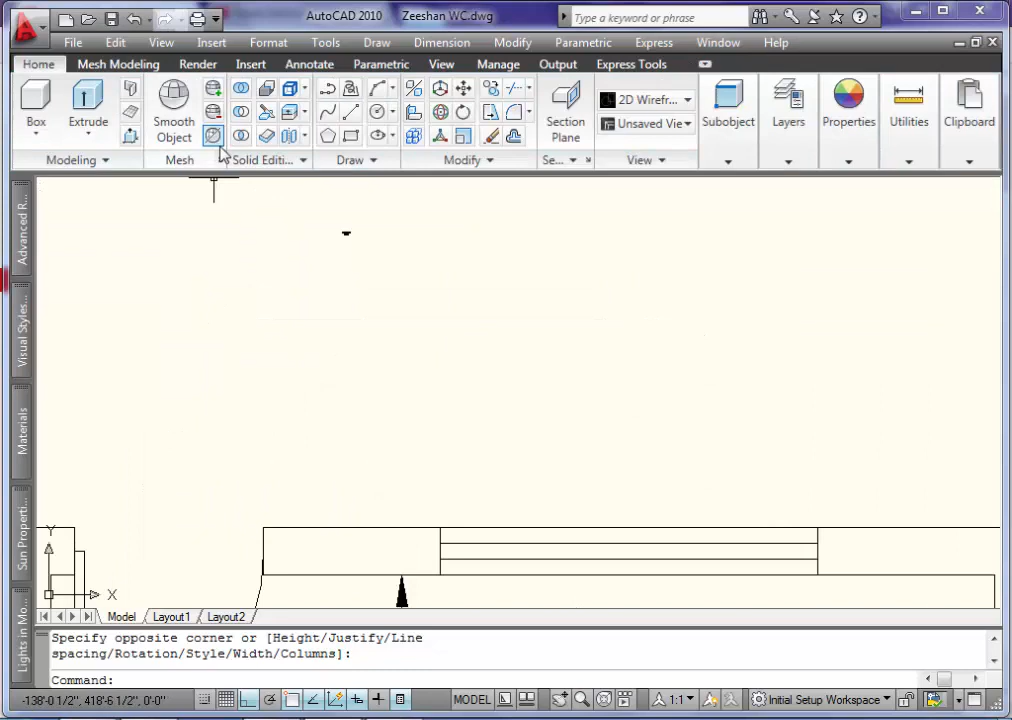 AutoCAD 2010 Zeeshan WC.dwg Type a keyword or phrase
File Edit View Insert Format Tools Draw Dimension Modify Parametric Express Window Help
Home Mesh Modeling Render Insert Annotate Parametric View Manage Output Express Tools
Box Extrude Smooth Object Section Plane 2D Wirefr... Unsaved Vie Subobject Layers Properties Utilities Clipboard
Modeling Mesh Solid Editi... Draw Modify Se... View
Advanced R...
Visual Styles...
Materials
Sun Properti...
Lights in Mo...
Y
X
Model Layout1 Layout2
Specify opposite corner or [Height/Justify/Line
spacing/Rotation/Style/Width/Columns]:
Command:
-138'-0 1/2", 418'-6 1/2", 0'-0" MODEL 1:1 Initial Setup Workspace